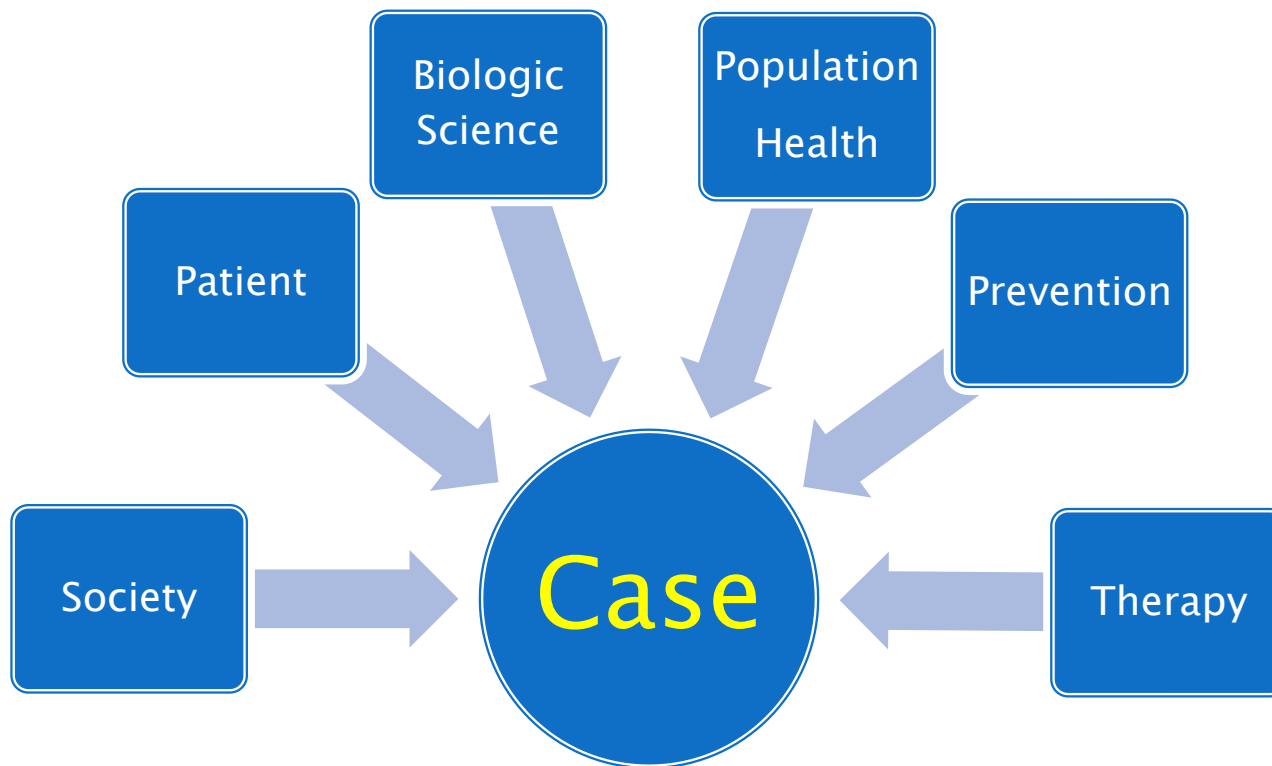 Biologic
Science
Population
Health
Patient
Prevention
Society
Case
Therapy